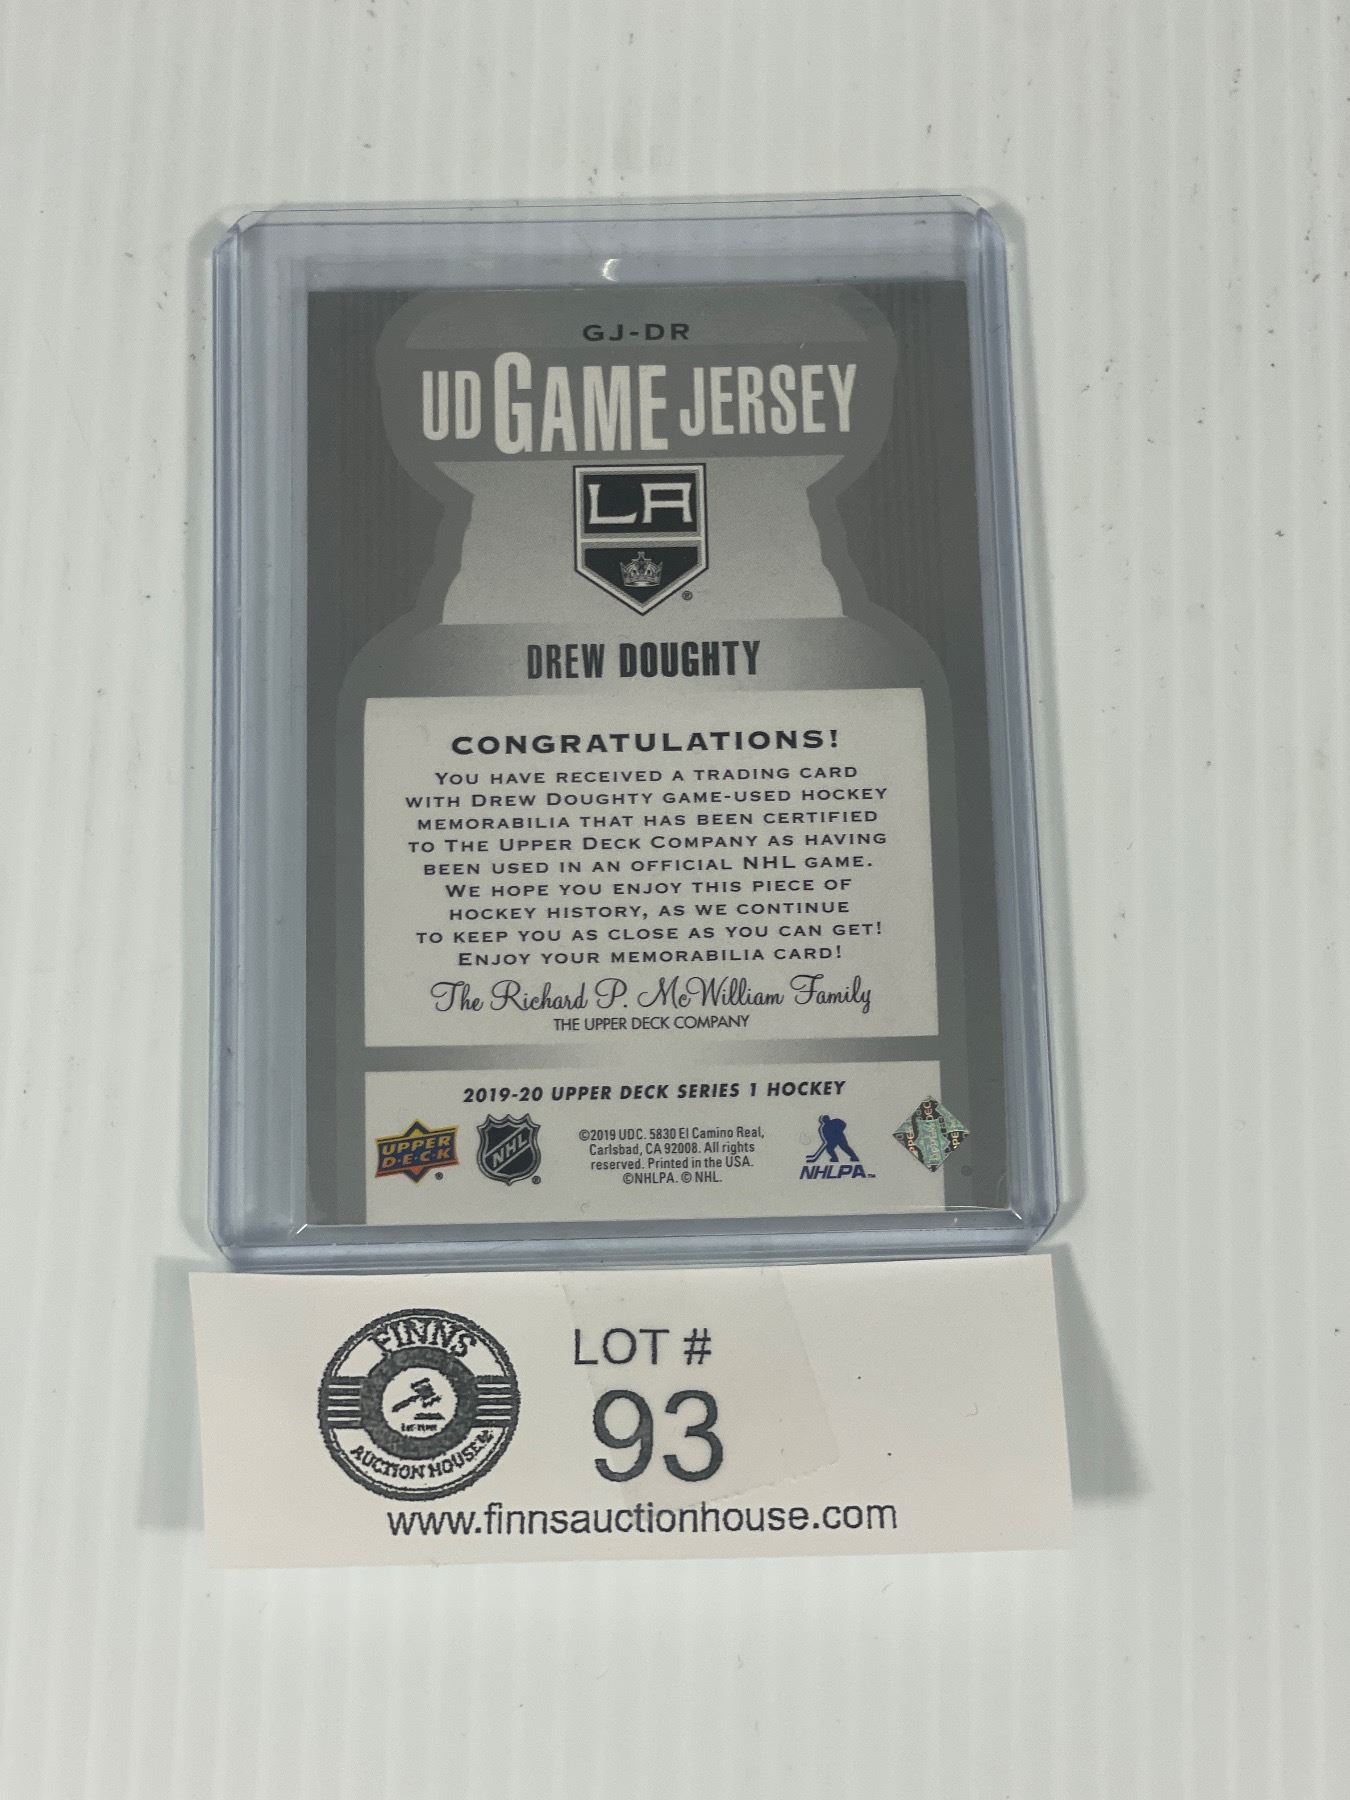 GJ-DR
UD GAME JERSEY
LA
®
DREW DOUGHTY
CONGRATULATIONS!
YOU HAVE RECEIVED A TRADING CARD
WITH DREW DOUGHTY GAME-USED HOCKEY
MEMORABILIA THAT HAS BEEN CERTIFIED
TO THE UPPER DECK COMPANY AS HAVING
BEEN USED IN AN OFFICIAL NHL GAME.
WE HOPE YOU ENJOY THIS PIECE OF
HOCKEY HISTORY, AS WE CONTINUE
TO KEEP YOU AS CLOSE AS YOU CAN GET!
ENJOY YOUR MEMORABILIA CARD!
The Richard P. McWilliam Family
THE UPPER DECK COMPANY
2019-20 UPPER DECK SERIES 1 HOCKEY
UPPER
DECK
®
NHL
®
©2019 UDC. 5830 El Camino Real,
Carlsbad, CA 92008. All rights
reserved. Printed in the USA.
©NHLPA. © NHL.
NHLPA™
FINNS
AUCTION HOUSE
LOT #
93
www.finnsauctionhouse.com